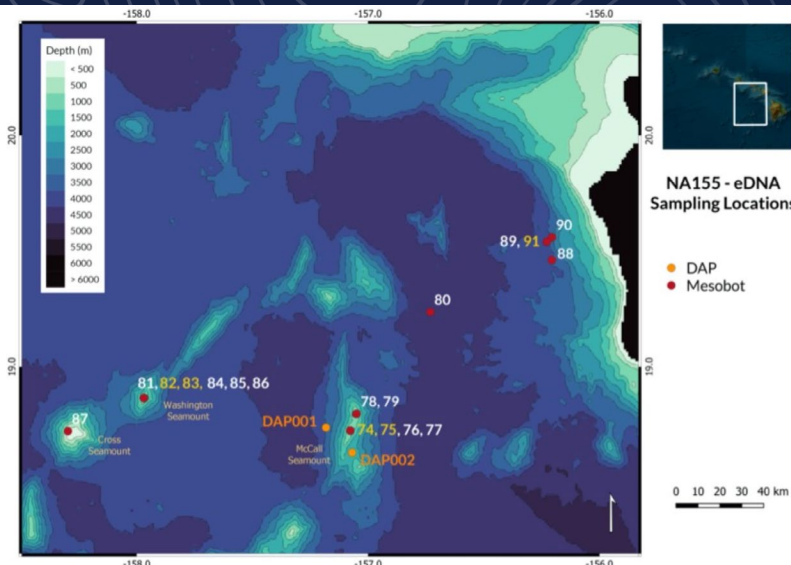 -158.0 -157.0 -156.0
Depth (m)
< 500
500
1000
1500
2000
2500
3000
3500
4000
4500
5000
5500
> 6000
20.0
20.0
NA155 - eDNA
Sampling Locations
DAP
Mesobot
90
89, 91
88
80
19.0
19.0
81, 82, 83, 84, 85, 86
Washington
Seamount
87
Cross
Seamount
78, 79
DAP001
74, 75, 76, 77
McCall
Seamount
DAP002
0 10 20 30 40 km
-158.0 -157.0 -156.0